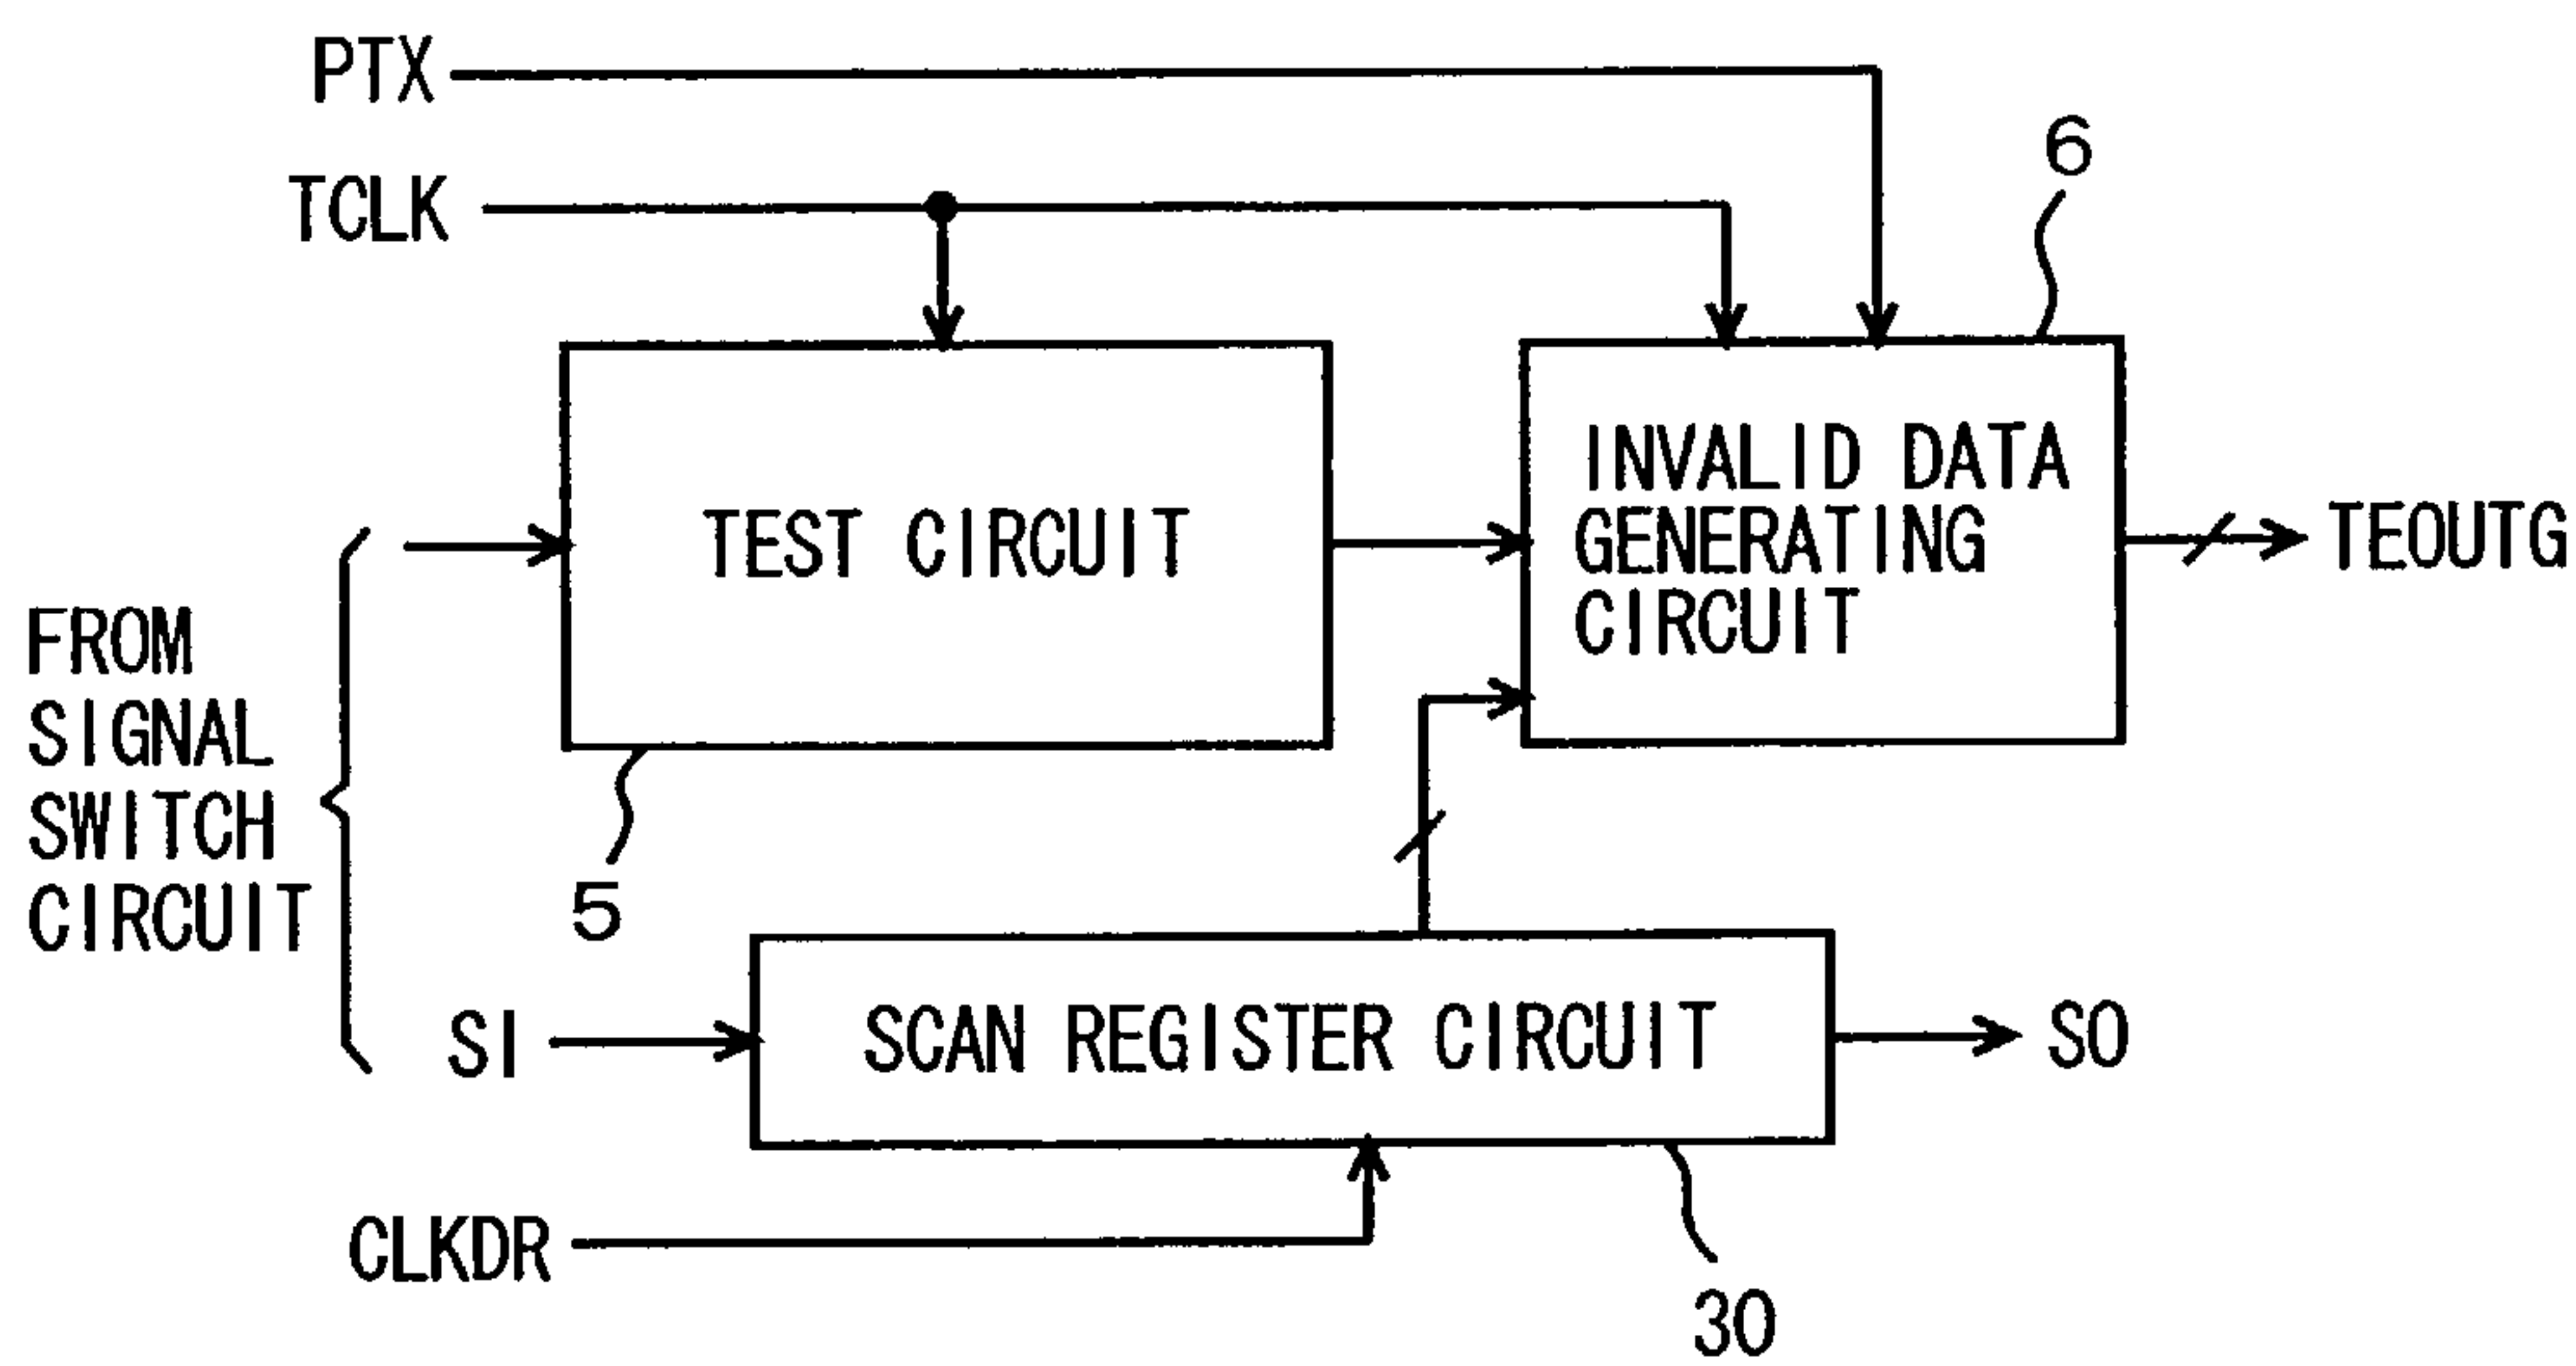 PTX
TCLK
6
TEST CIRCUIT
INVALID DATA
GENERATING
CIRCUIT
TEOUTG
FROM
SIGNAL
SWITCH
CIRCUIT
5
SI
SCAN REGISTER CIRCUIT
SO
CLKDR
30